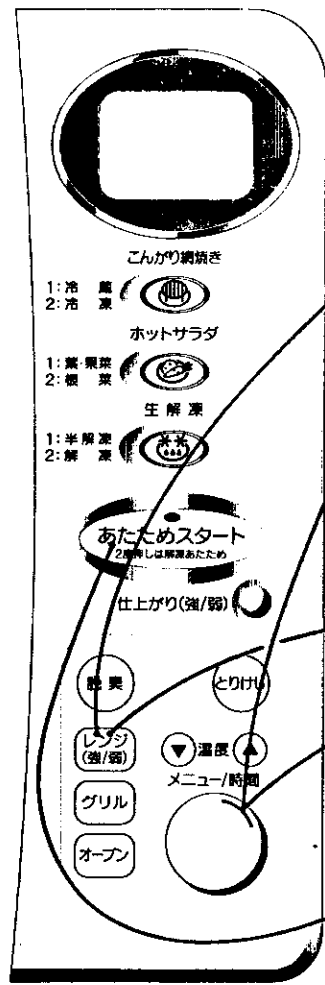 こんがり網焼き
1:冷 蔵
2:冷 凍
ホットサラダ
1:葉・果菜
2:根 菜
生 解 凍
1:半解凍
2:解 凍
あたためスタート
2度押しは解凍あたため
仕上がり(強/弱)
脱 臭
とりけし
レンジ
(強/弱)
▼温度▲
メニュー/時間
グリル
オーブン